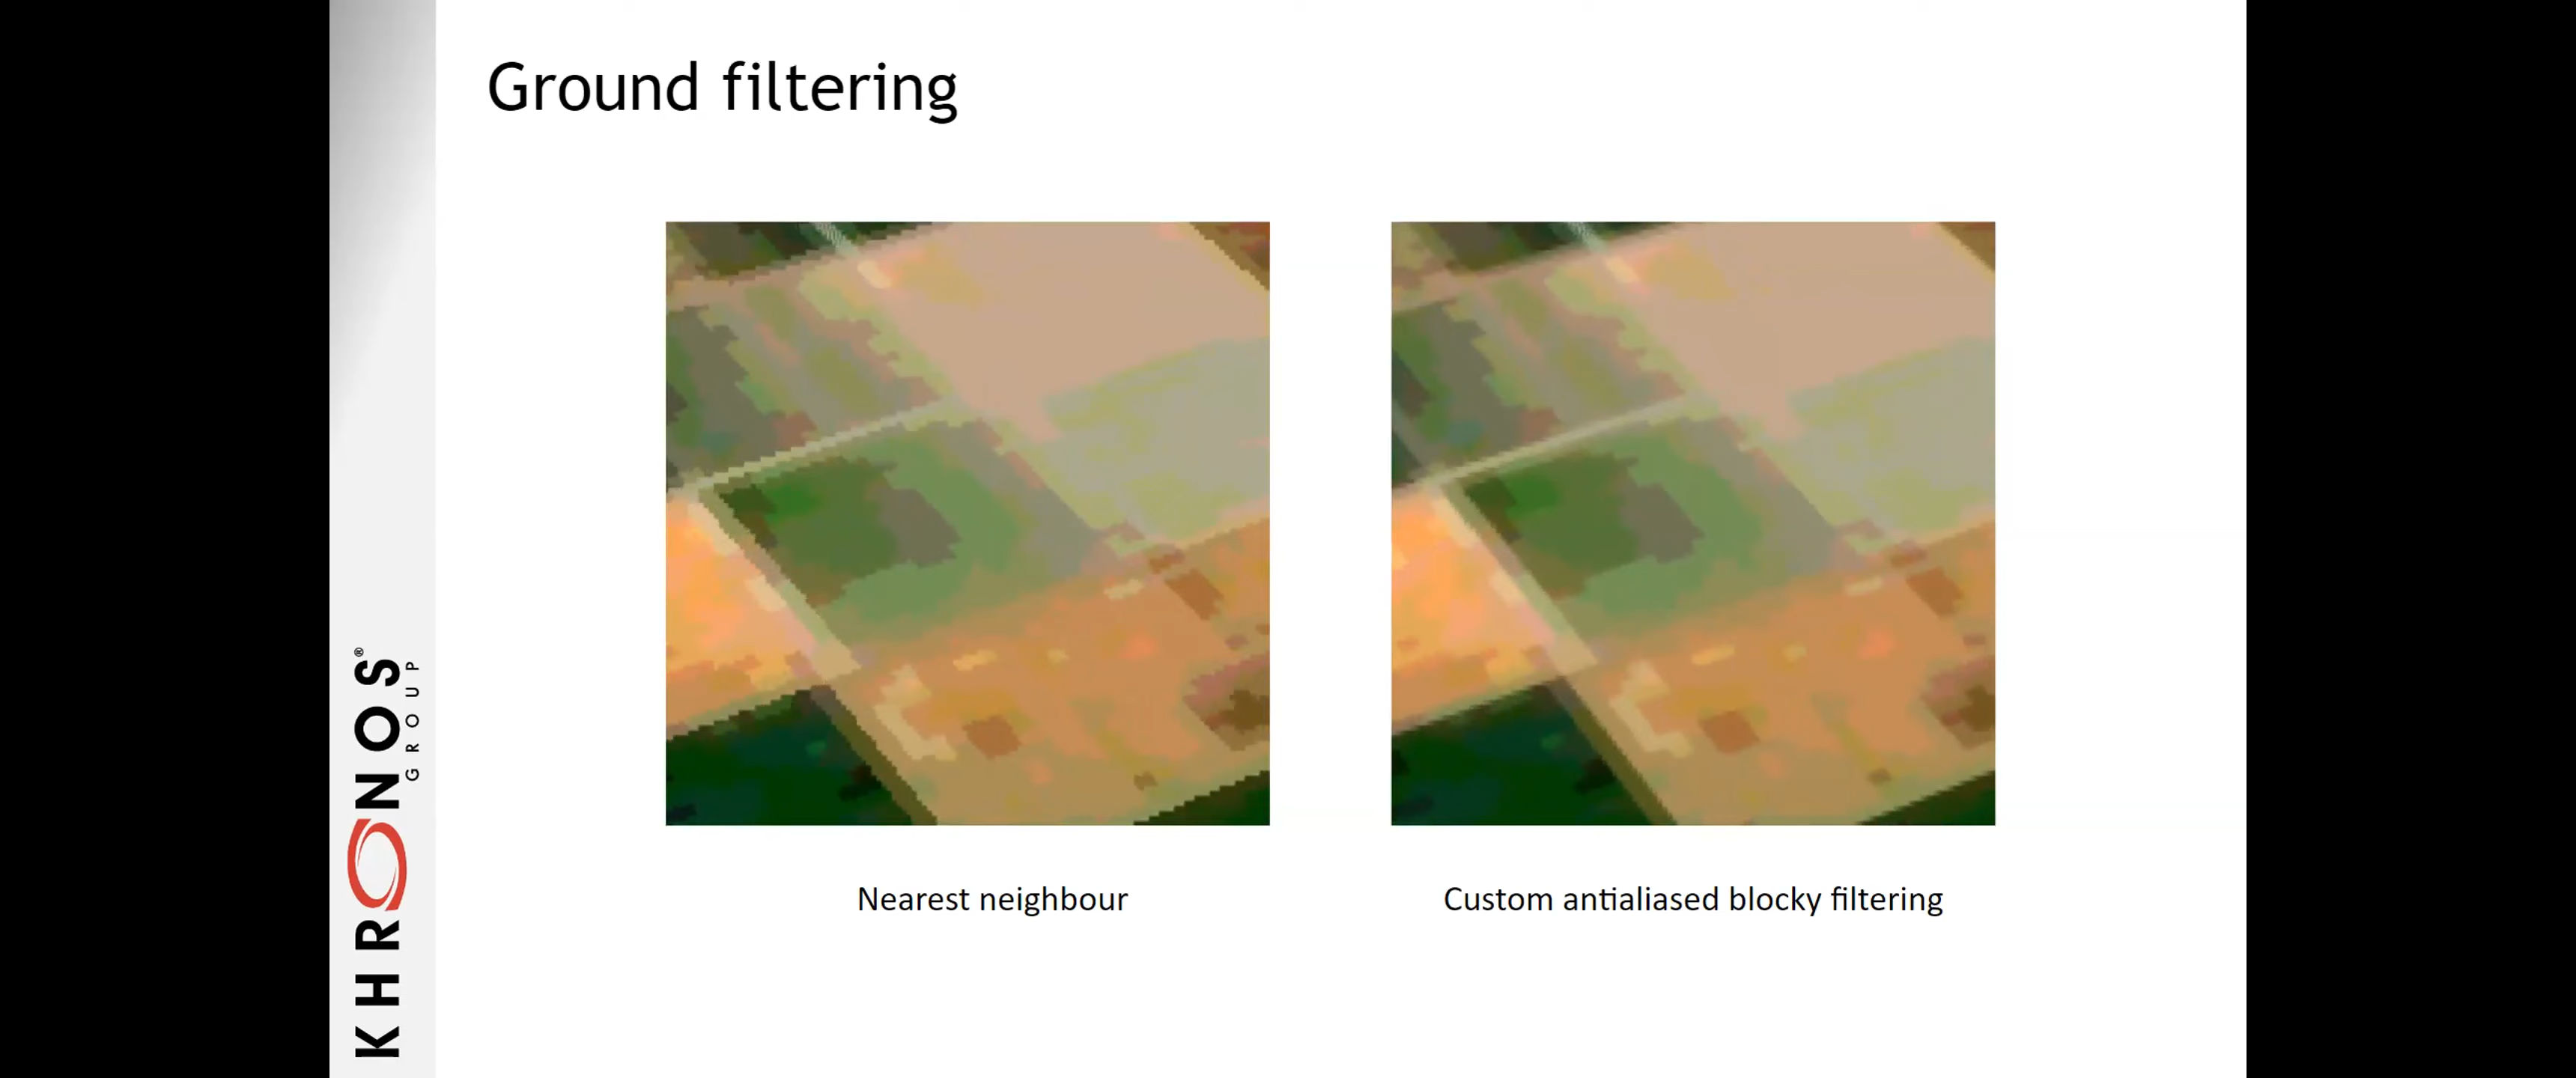 Ground filtering
Nearest neighbour
Custom antialiased blocky filtering
KHRONOS®
GROUP